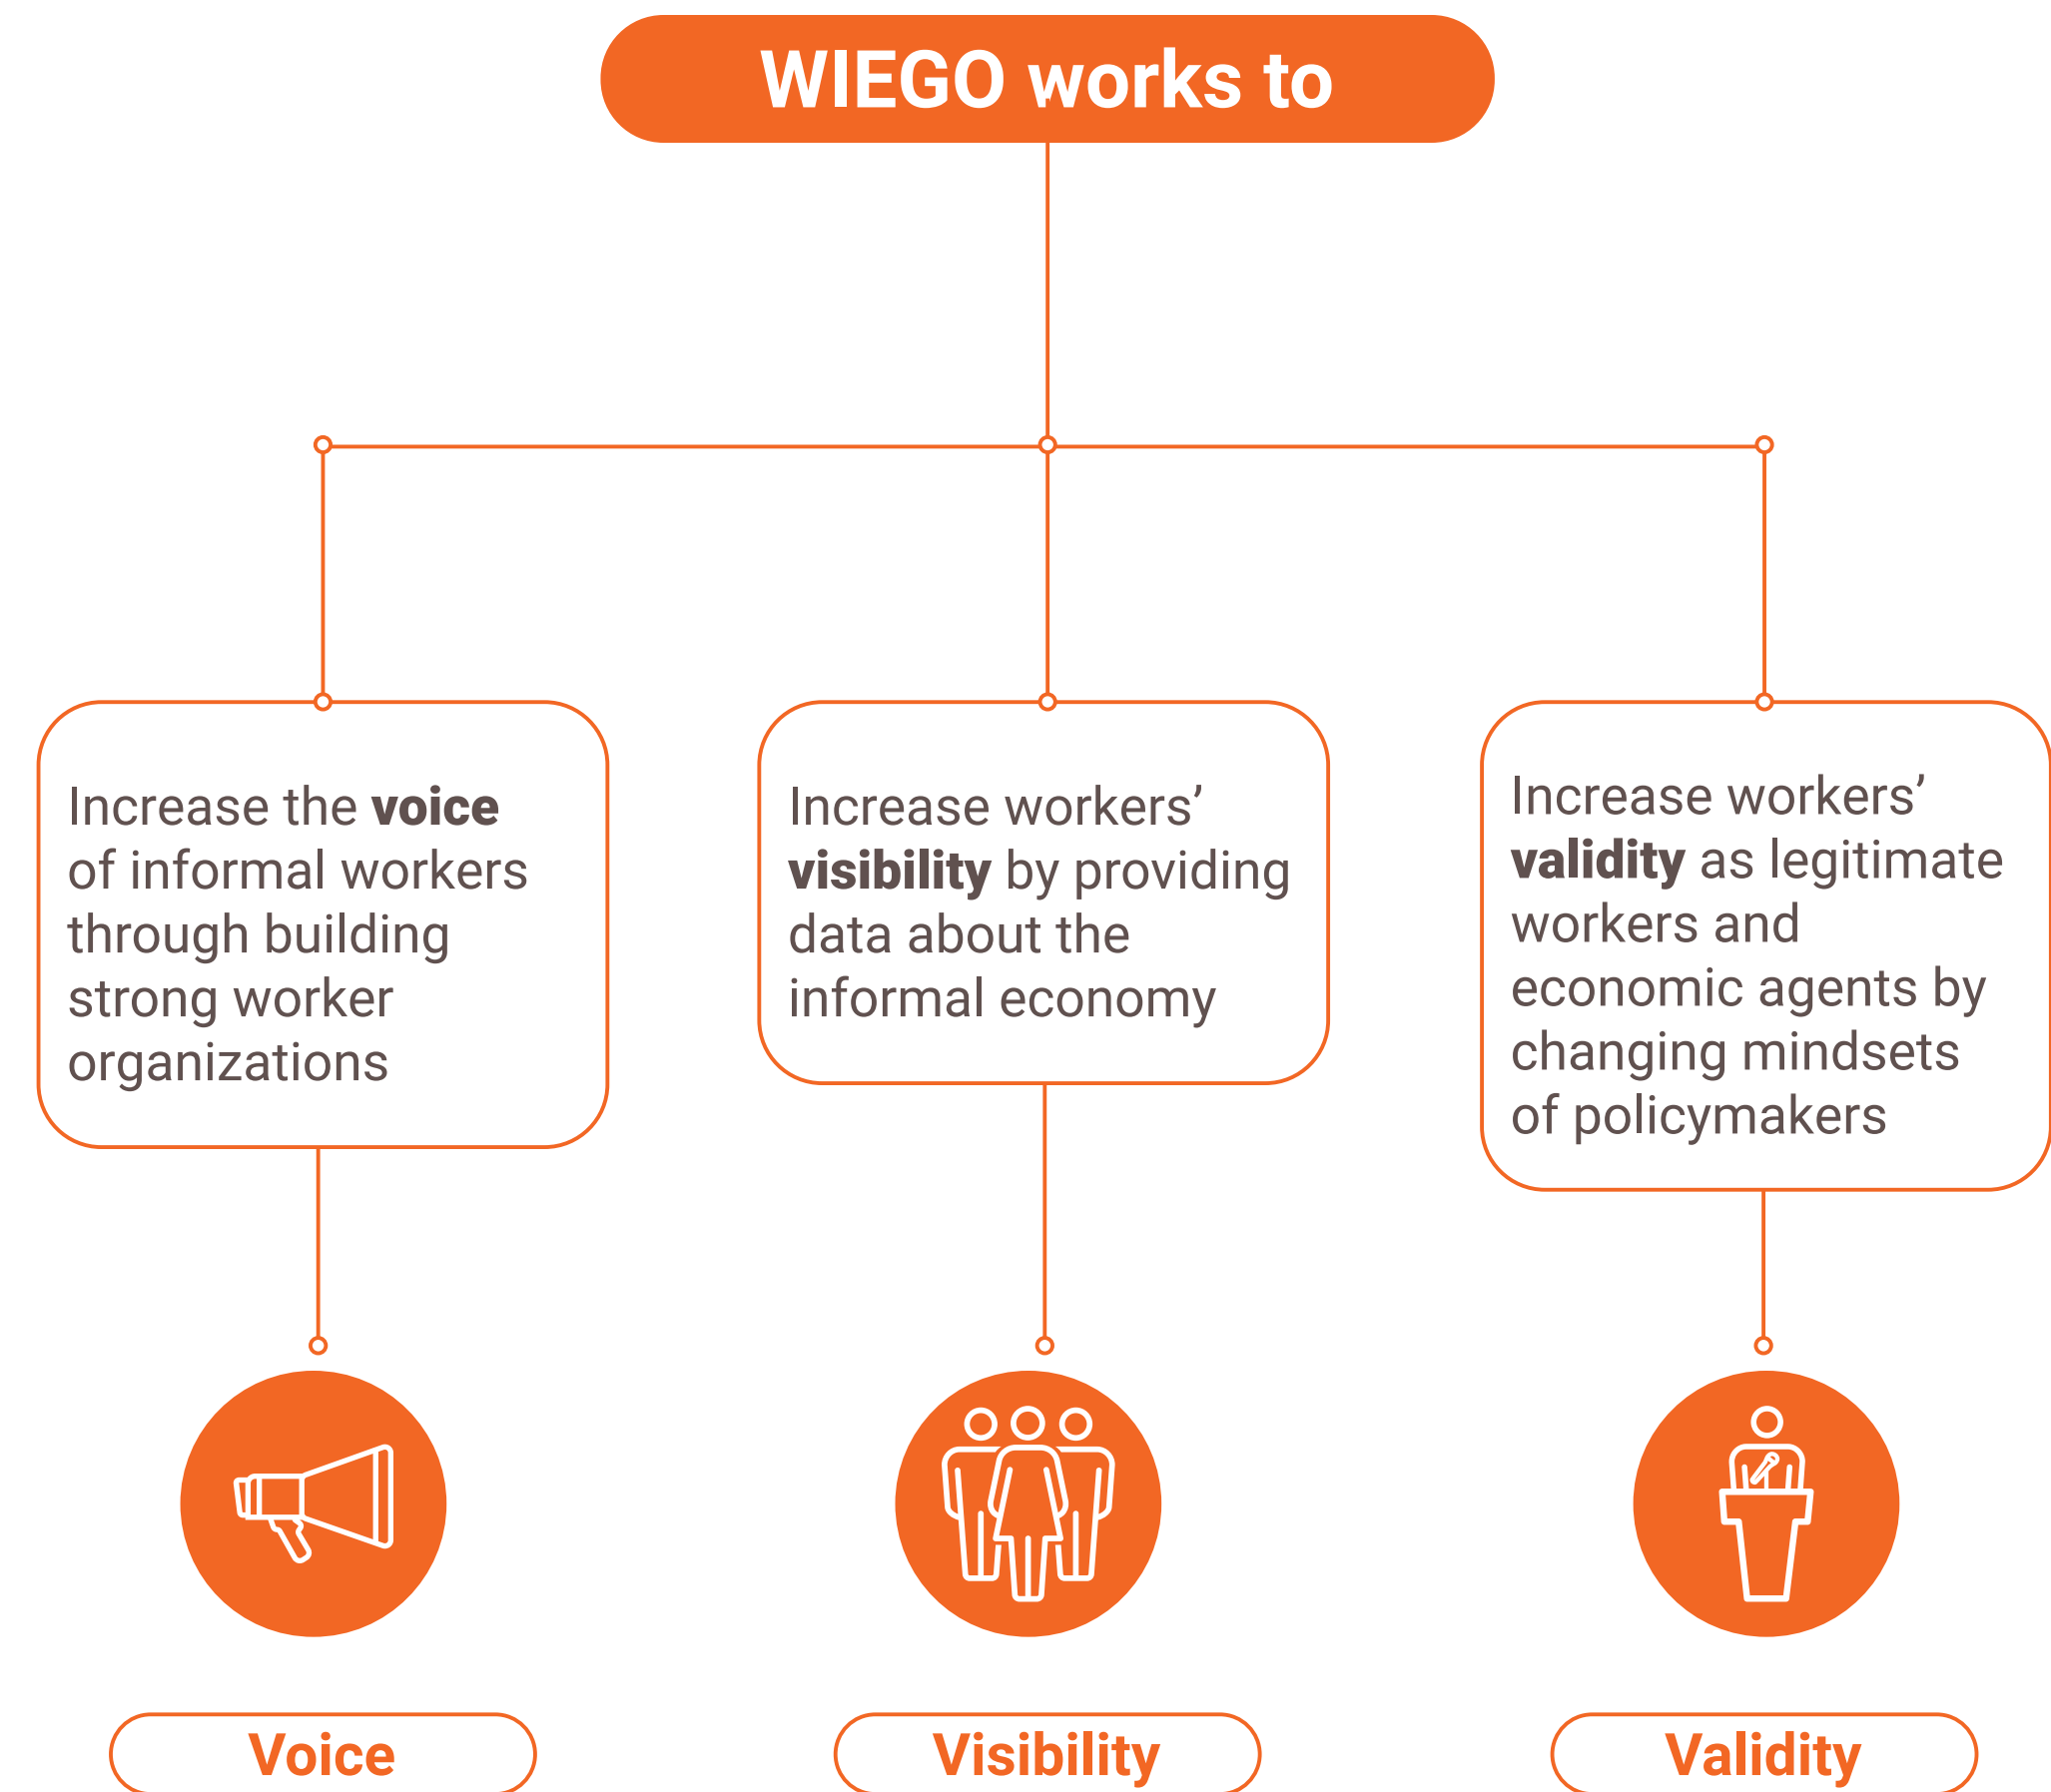 WIEGO works to
Increase the voice
of informal workers
through building
strong worker
organizations
Increase workers’
visibility by providing
data about the
informal economy
Increase workers’
validity as legitimate
workers and
economic agents by
changing mindsets
of policymakers
Voice
Visibility
Validity